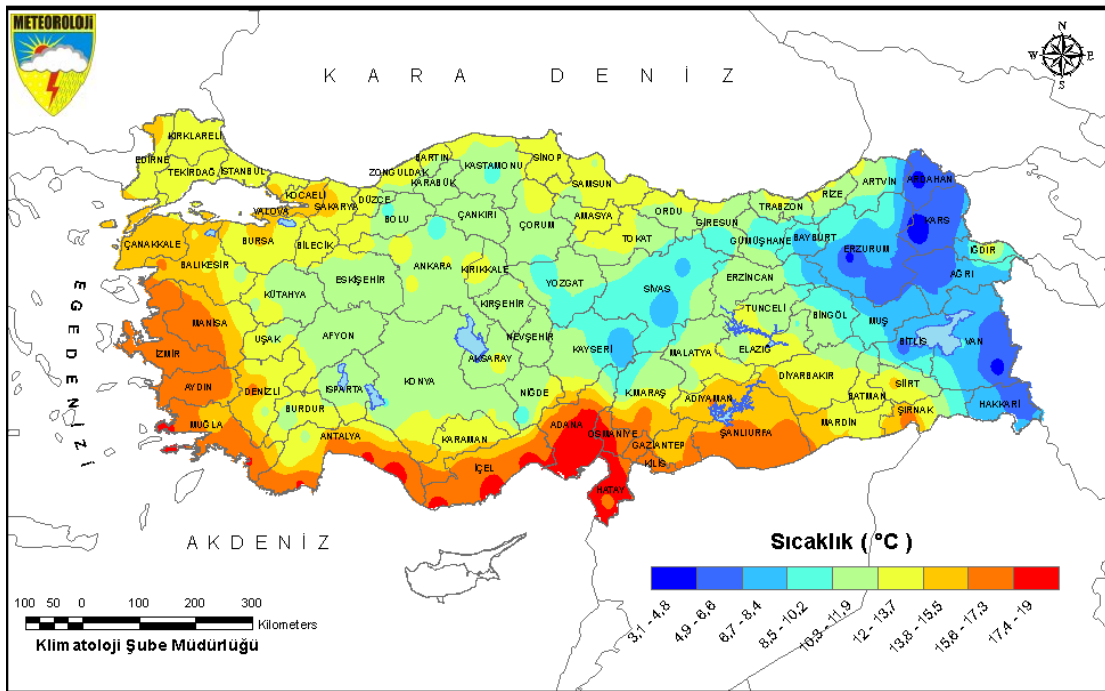 METEOROLOJİ
N
W E
S
K A R A D E N İ Z
KIRKLARELİ
EDİRNE
TEKİRDAĞ
İSTANBUL
KOCAELİ
SAKARYA
YALOVA
DÜZCE
ZONGULDAK
BARTIN
KARABÜK
KASTAMONU
SİNOP
SAMSUN
BOLU
ÇANKIRI
ÇORUM
AMASYA
TOKAT
ORDU
GİRESUN
TRABZON
RİZE
ARTVİN
ARDAHAN
KARS
IĞDIR
AĞRI
ERZURUM
BAYBURT
GÜMÜŞHANE
ÇANAKKALE
BALIKESİR
BURSA
BİLECİK
KÜTAHYA
ESKİŞEHİR
ANKARA
KIRIKKALE
KIRŞEHİR
YOZGAT
SİVAS
ERZİNCAN
TUNCELİ
BİNGÖL
MUŞ
BİTLİS
VAN
HAKKARİ
MANİSA
İZMİR
UŞAK
AFYON
AYDIN
DENİZLİ
ISPARTA
BURDUR
MUĞLA
ANTALYA
KONYA
AKSARAY
NEVŞEHİR
KAYSERİ
NİĞDE
KARAMAN
İÇEL
ADANA
OSMANİYE
HATAY
K.MARAŞ
MALATYA
ELAZIĞ
ADIYAMAN
GAZİANTEP
KİLİS
ŞANLIURFA
DİYARBAKIR
BATMAN
MARDİN
SİİRT
ŞIRNAK
E G E D E N İ Z İ
A K D E N İ Z
Sıcaklık ( °C )
3,1 - 4,8
4,9 - 6,6
6,7 - 8,4
8,5 - 10,2
10,3 - 11,9
12 - 13,7
13,8 - 15,5
15,6 - 17,3
17,4 - 19
100 50 0 100 200 300
Kilometers
Klimatoloji Şube Müdürlüğü